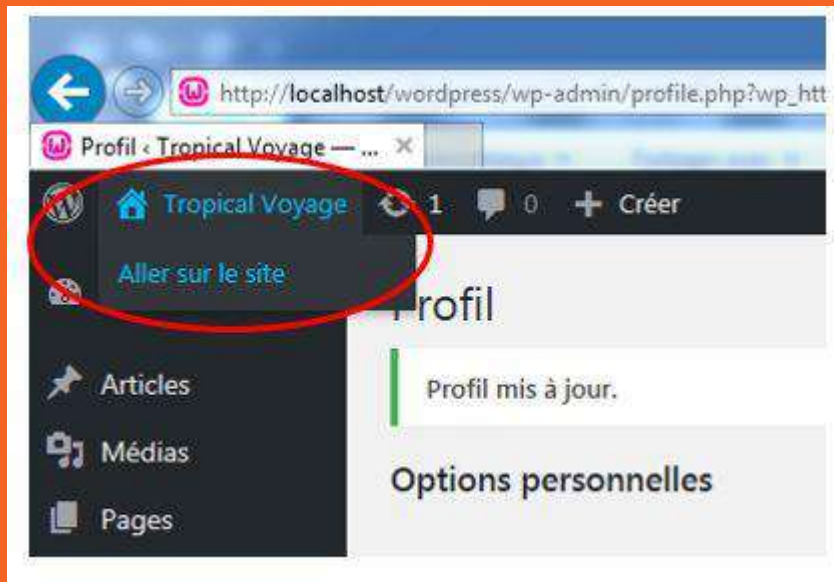 http://localhost/wordpress/wp-admin/profile.php?wp_htt
Profil ‹ Tropical Voyage — ... ×
Tropical Voyage 1 0 + Créer
Aller sur le site
Profil
Articles
Profil mis à jour.
Médias
Options personnelles
Pages